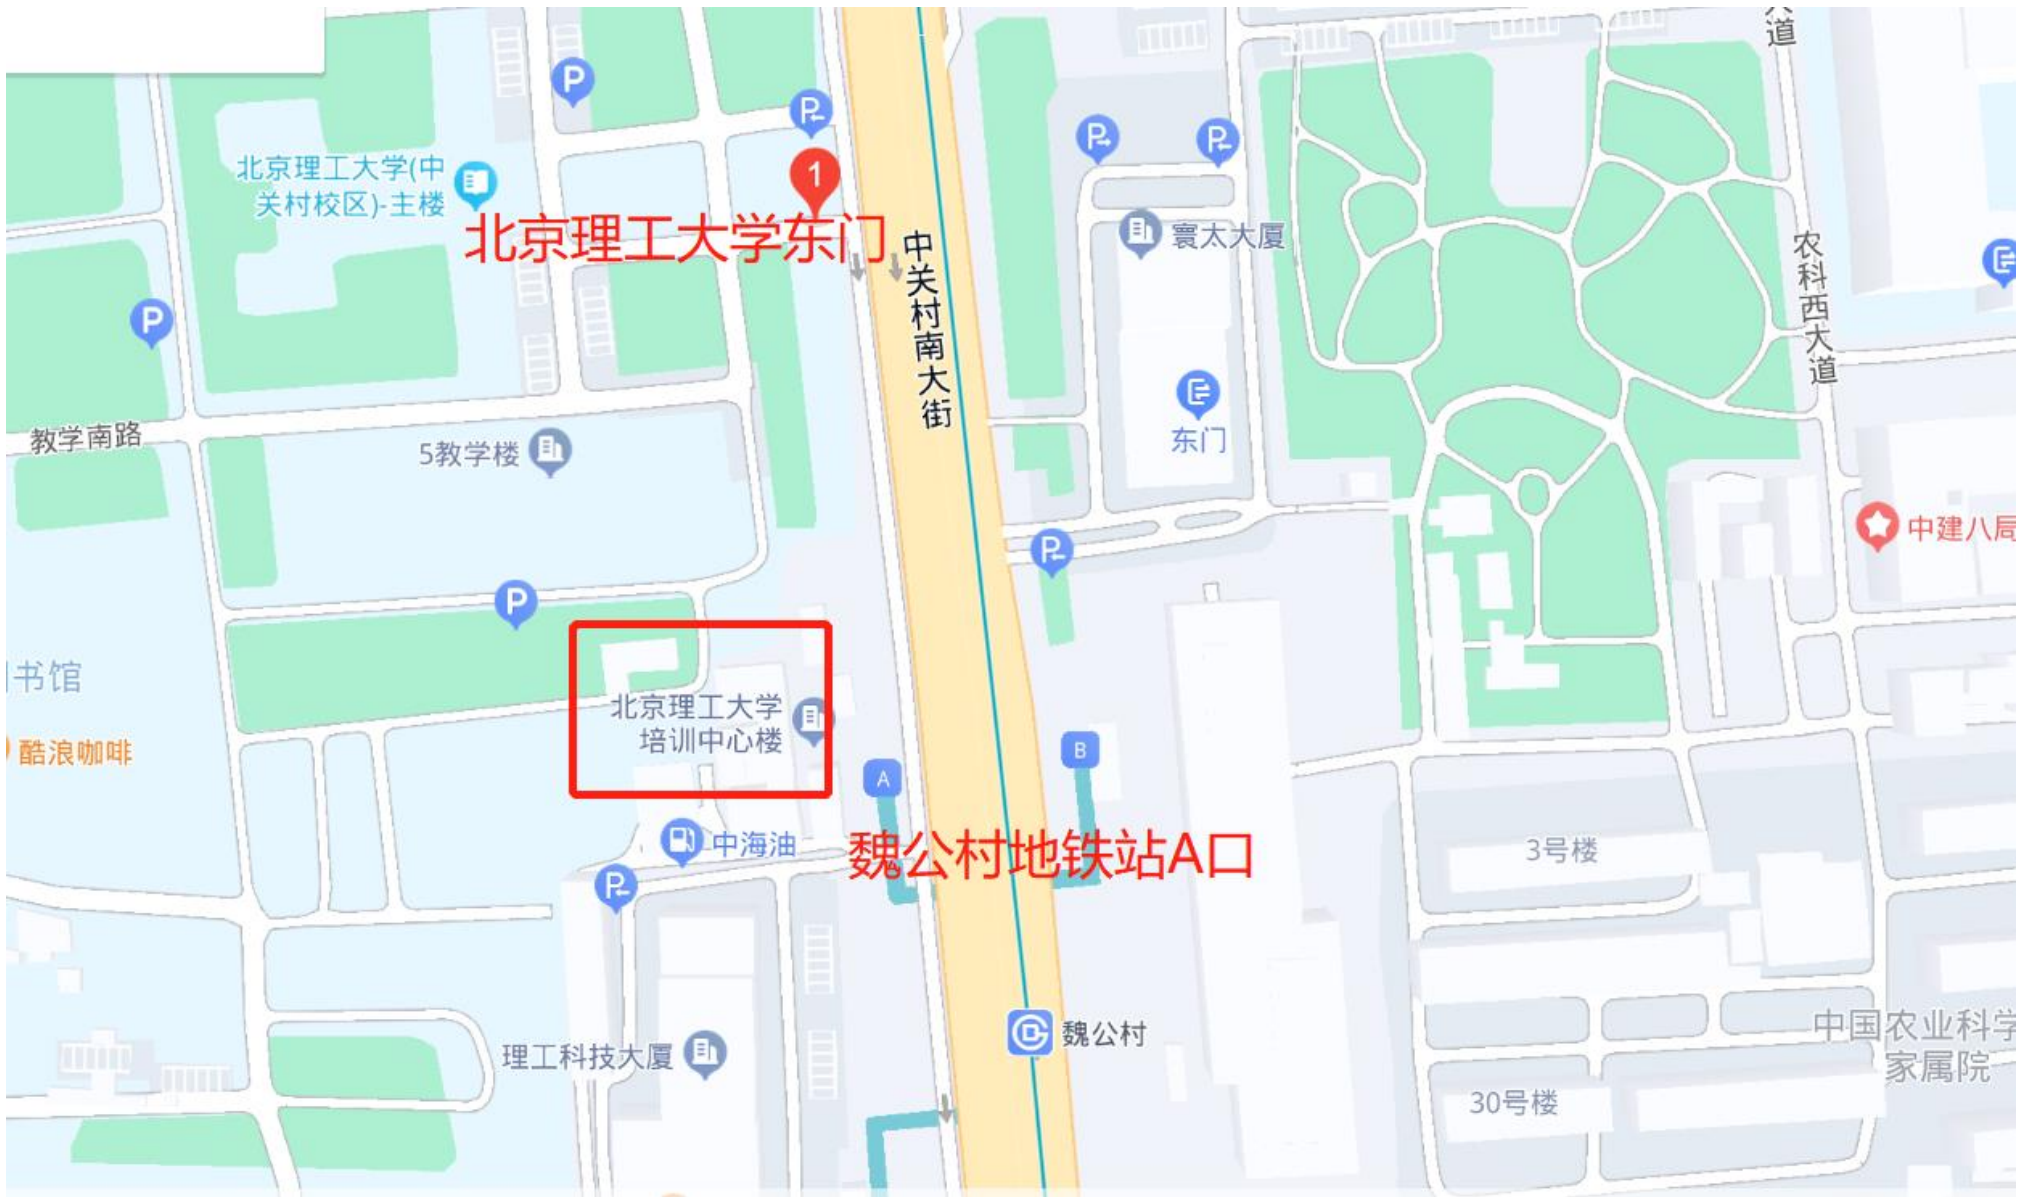 大道
P
P
P
P
P
北京理工大学(中
关村校区)-主楼
1
北京理工大学东门
中关村南大街
寰太大厦
农科西大道
P
东门
教学南路
5教学楼
P
中建八局
P
书馆
北京理工大学
培训中心楼
酷浪咖啡
A
B
中海油
魏公村地铁站A口
3号楼
P
魏公村
理工科技大厦
中国农业科学
家属院
30号楼